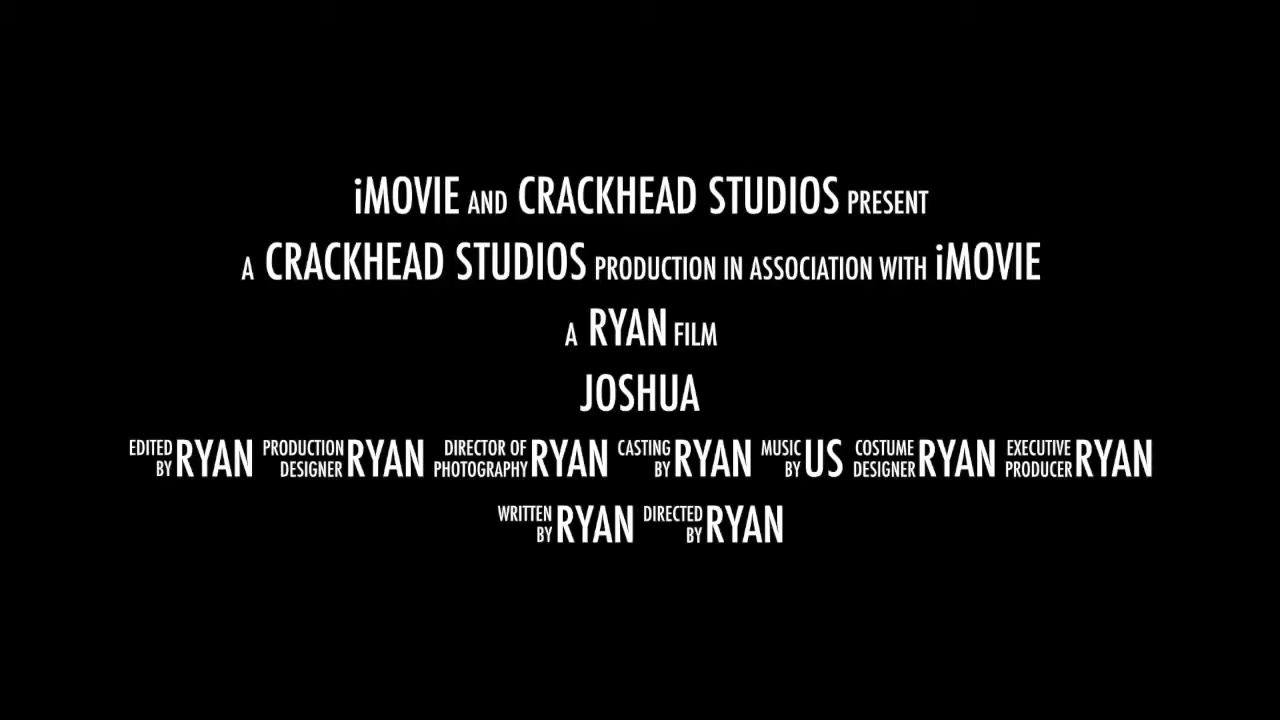 iMOVIE AND CRACKHEAD STUDIOS PRESENT
A CRACKHEAD STUDIOS PRODUCTION IN ASSOCIATION WITH iMOVIE
A RYAN FILM
JOSHUA
EDITED BY RYAN PRODUCTION DESIGNER RYAN DIRECTOR OF PHOTOGRAPHY RYAN CASTING BY RYAN MUSIC BY US COSTUME DESIGNER RYAN EXECUTIVE PRODUCER RYAN
WRITTEN BY RYAN DIRECTED BY RYAN